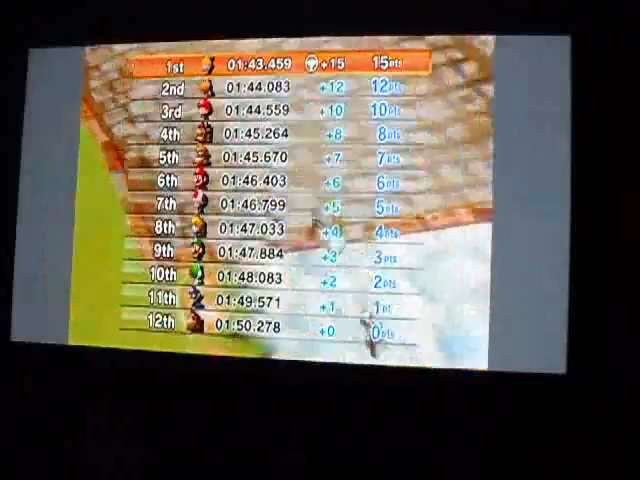 1st 01:43.459 +15 15pts
2nd 01:44.083 +12 12pts
3rd 01:44.559 +10 10pts
4th 01:45.264 +8 8pts
5th 01:45.670 +7 7pts
6th 01:46.403 +6 6pts
7th 01:46.799 +5 5pts
8th 01:47.033 +4 4pts
9th 01:47.884 +3 3pts
10th 01:48.083 +2 2pts
11th 01:49.571 +1 1pt
12th 01:50.278 +0 0pts